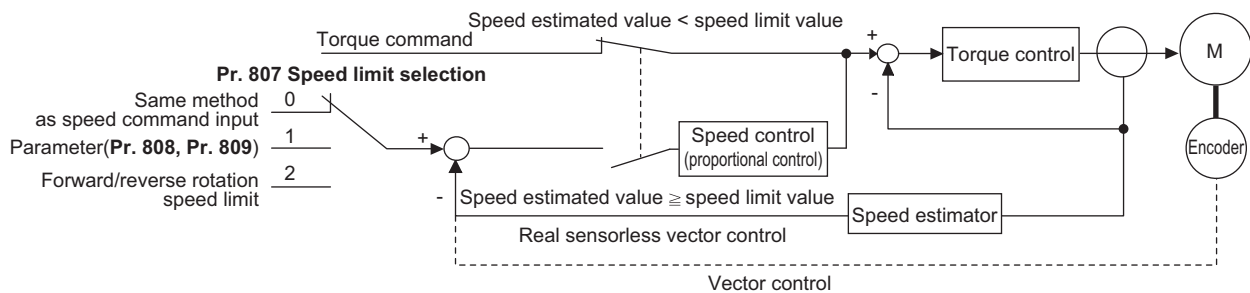 Speed estimated value < speed limit value
Torque command
+
-
Torque control
M
Pr. 807 Speed limit selection
Same method
as speed command input
0
Parameter(Pr. 808, Pr. 809)
1
Forward/reverse rotation
speed limit
2
+
-
Speed control
(proportional control)
Encoder
Speed estimated value ≧ speed limit value
Speed estimator
Real sensorless vector control
Vector control